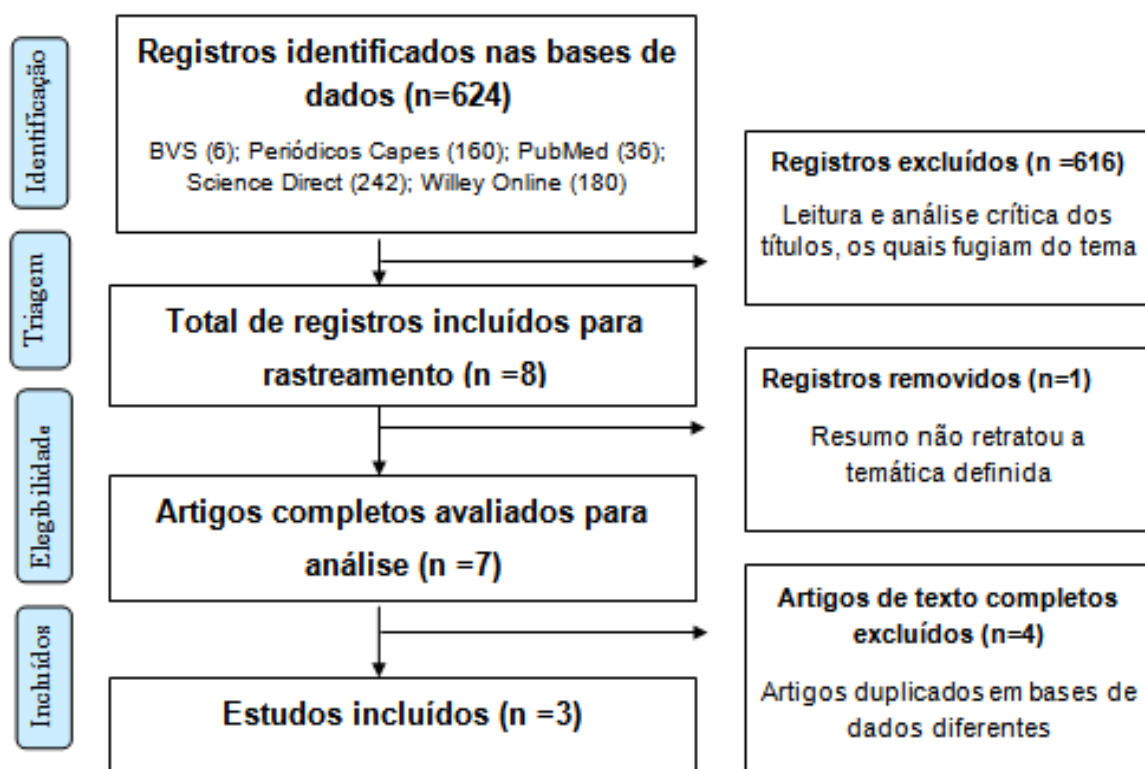 Identificação
Registros identificados nas bases de
dados (n=624)
BVS (6); Periódicos Capes (160); PubMed (36);
Science Direct (242); Willey Online (180)
Registros excluídos (n =616)
Leitura e análise crítica dos
títulos, os quais fugiam do tema
Triagem
Total de registros incluídos para
rastreamento (n =8)
Registros removidos (n=1)
Resumo não retratou a
temática definida
Elegibilidade
Artigos completos avaliados para
análise (n =7)
Artigos de texto completos
excluídos (n=4)
Artigos duplicados em bases de
dados diferentes
Incluídos
Estudos incluídos (n =3)